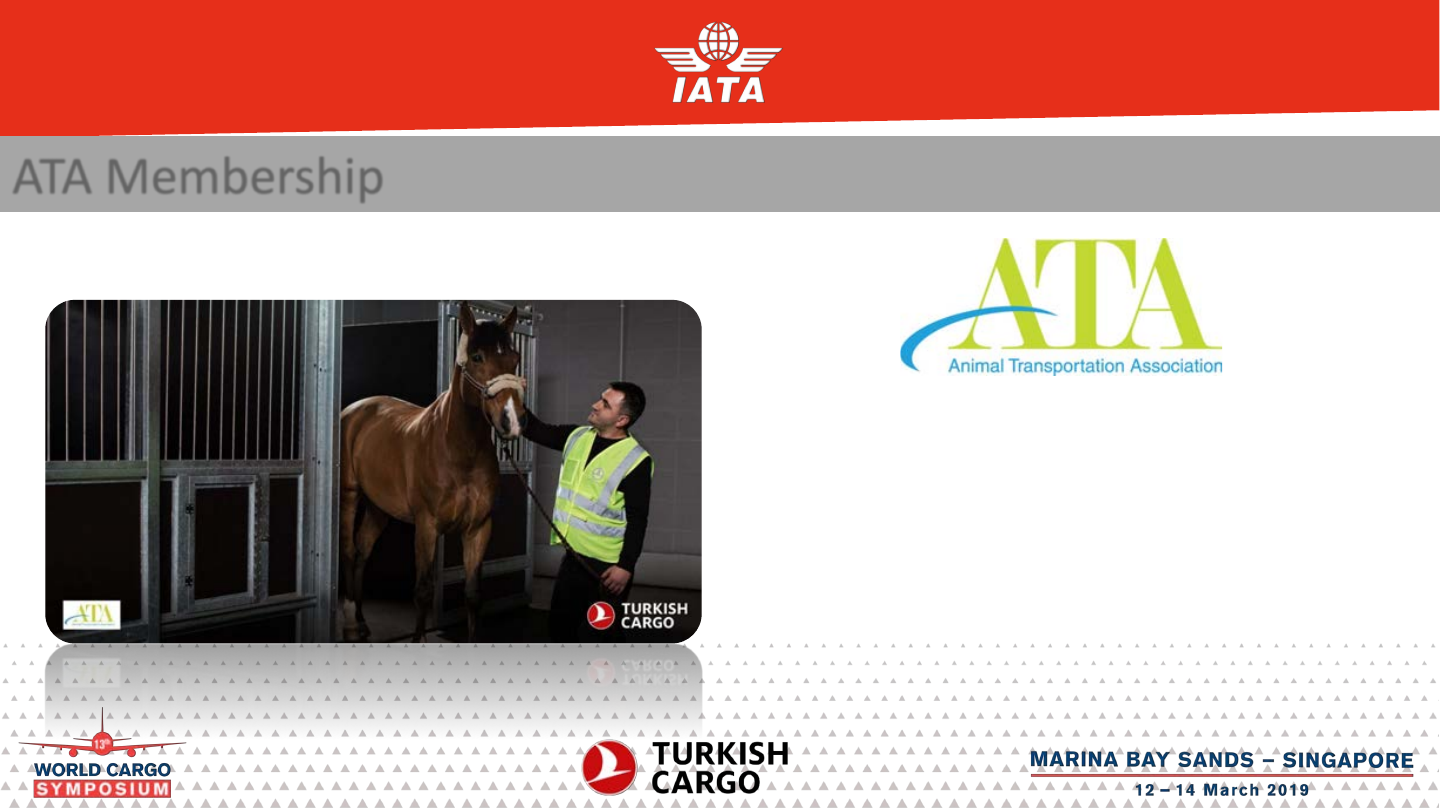 IATA
ATA Membership
ATA
Animal Transportation Association
ATA
TURKISH
CARGO
13th
WORLD CARGO
SYMPOSIUM
TURKISH
CARGO
MARINA BAY SANDS – SINGAPORE
12 – 14 March 2019